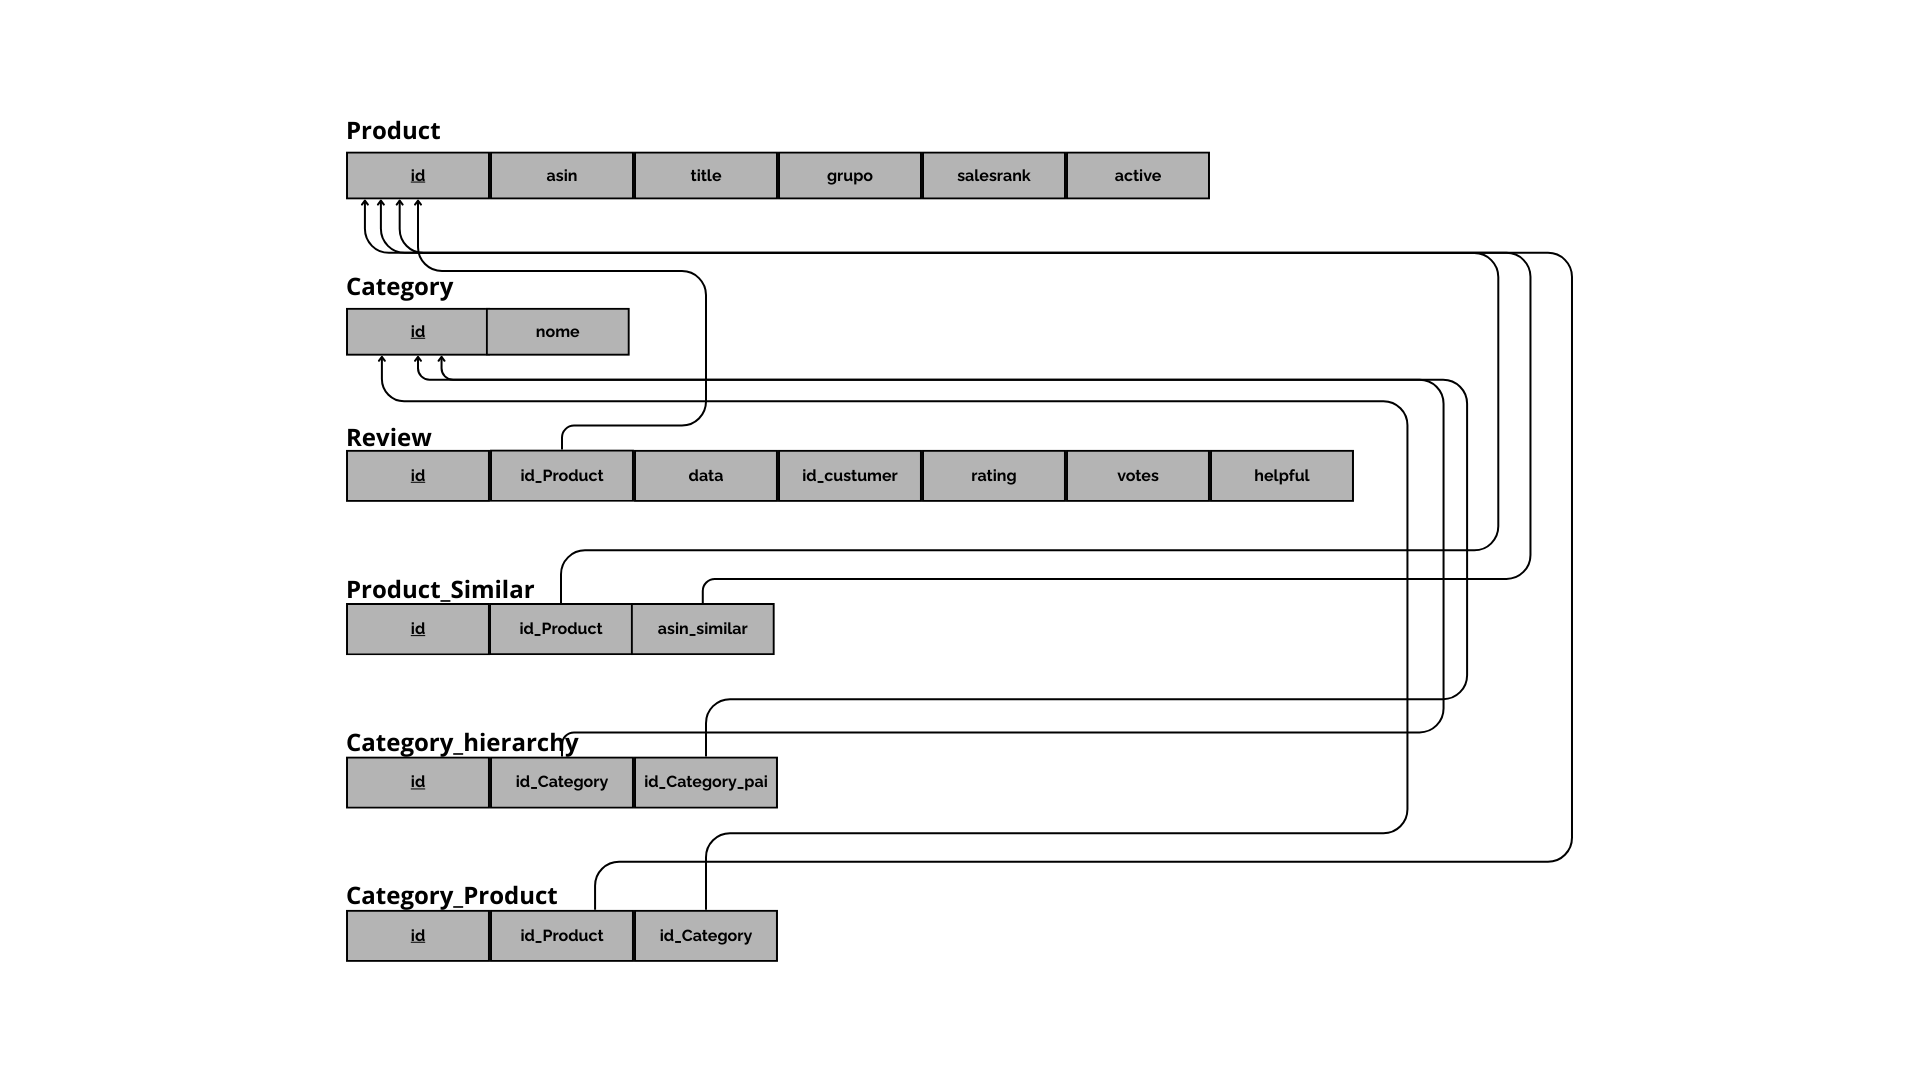 Product
id asin title grupo salesrank active
Category
id nome
Review
id id_Product data id_custumer rating votes helpful
Product_Similar
id id_Product asin_similar
Category_hierarchy
id id_Category id_Category_pai
Category_Product
id id_Product id_Category